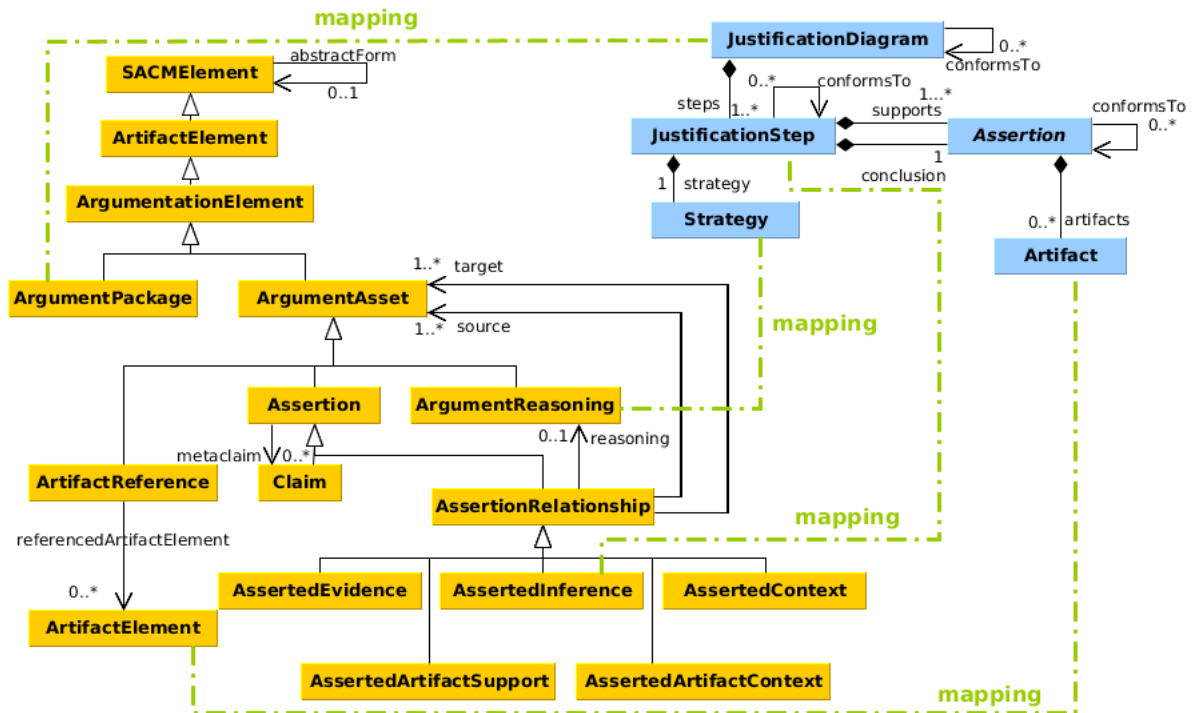 mapping
JustificationDiagram
0..*
conformsTo
abstractForm
SACMElement
0..1
0..*
conformsTo
steps
1..*
1...*
supports
conformsTo
0..*
ArtifactElement
JustificationStep
Assertion
1
conclusion
1
strategy
ArgumentationElement
Strategy
0..*
artifacts
Artifact
1..*
target
ArgumentPackage
ArgumentAsset
1..*
source
mapping
Assertion
ArgumentReasoning
0..1
reasoning
metaclaim
0..*
ArtifactReference
Claim
AssertionRelationship
mapping
referencedArtifactElement
0..*
AssertedEvidence
AssertedInference
AssertedContext
ArtifactElement
AssertedArtifactSupport
AssertedArtifactContext
mapping